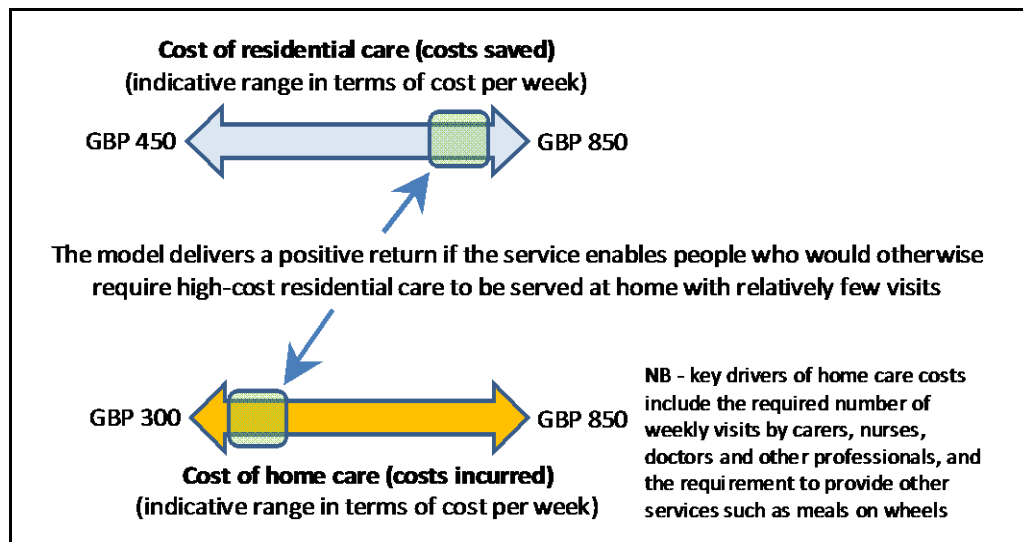 Cost of residential care (costs saved)
(indicative range in terms of cost per week)
GBP 450
GBP 850
The model delivers a positive return if the service enables people who would otherwise
require high-cost residential care to be served at home with relatively few visits
GBP 300
GBP 850
Cost of home care (costs incurred)
(indicative range in terms of cost per week)
NB - key drivers of home care costs
include the required number of
weekly visits by carers, nurses,
doctors and other professionals, and
the requirement to provide other
services such as meals on wheels